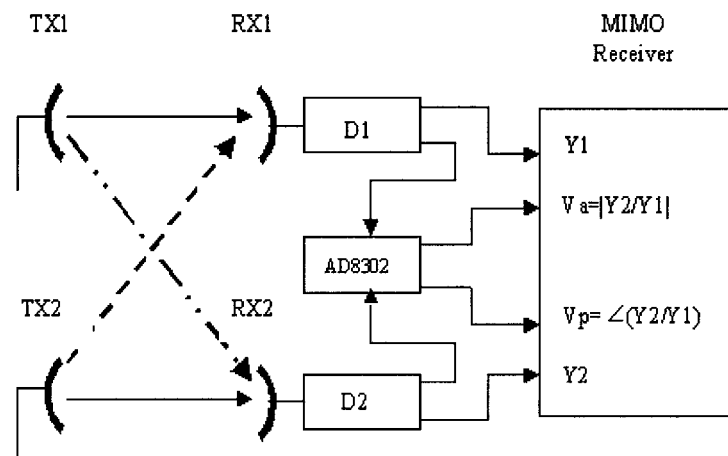 TX1
RX1
MIMO
Receiver
D1
Y1
Va=|Y2/Y1|
AD8302
TX2
RX2
Vp= ∠(Y2/Y1)
Y2
D2